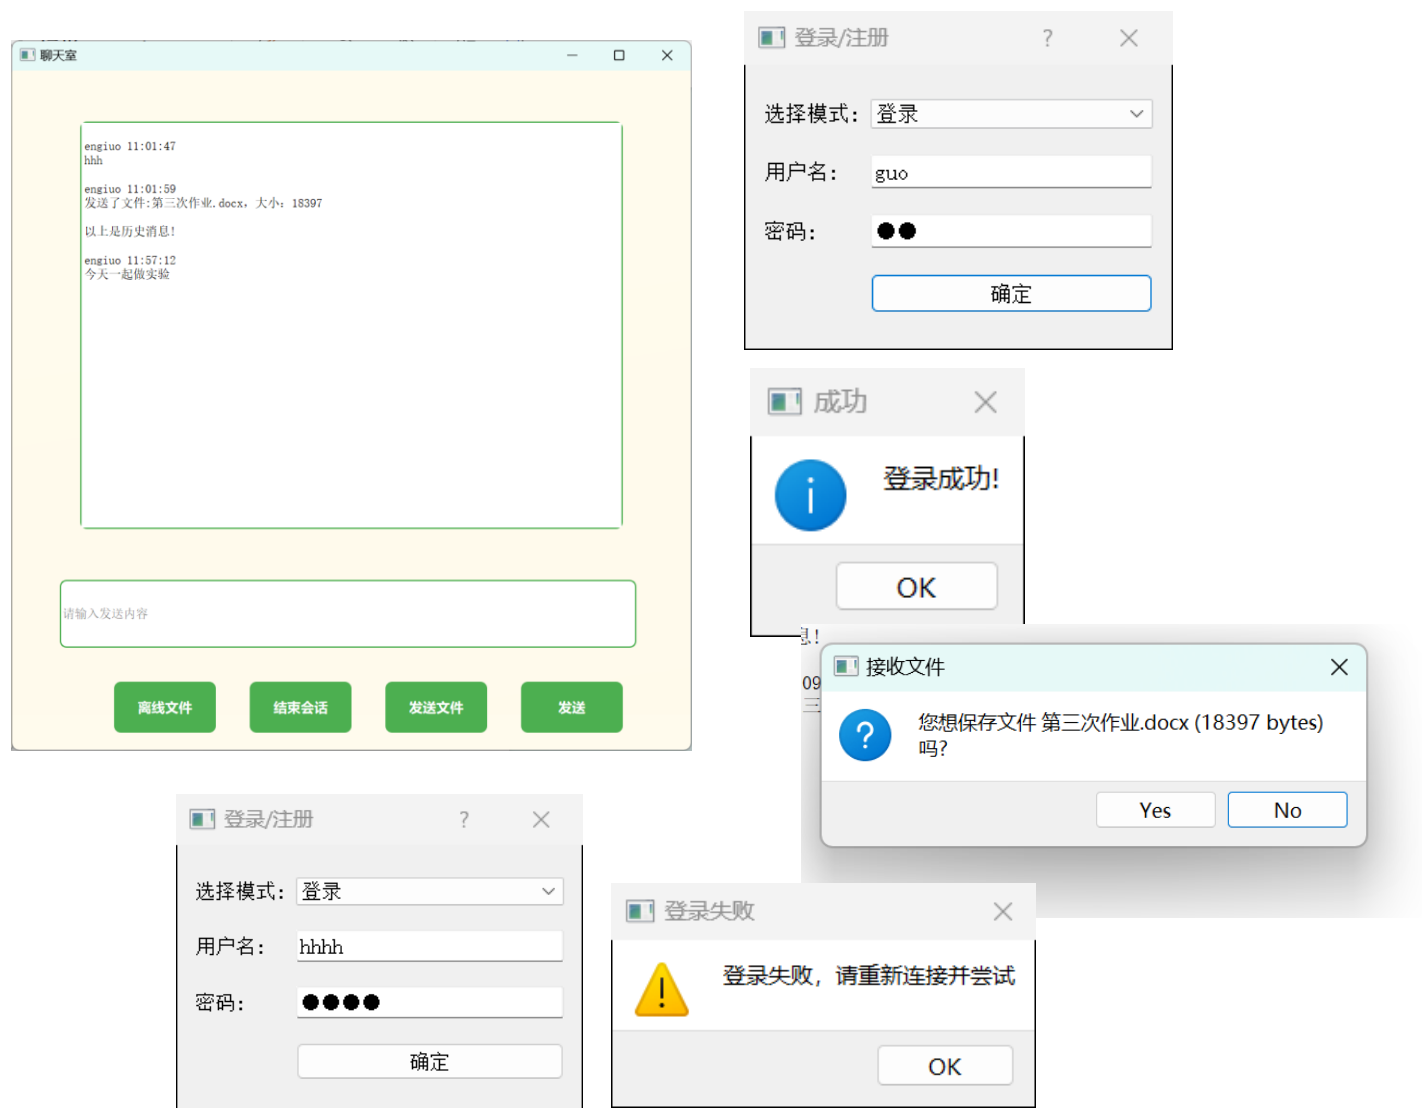 聊天室
engiuo 11:01:47
hhh
engiuo 11:01:59
发送了文件:第三次作业.docx，大小：18397
以上是历史消息!
engiuo 11:57:12
今天一起做实验
请输入发送内容
离线文件
结束会话
发送文件
发送
登录/注册
选择模式：
登录
用户名：
guo
密码：
确定
成功
登录成功!
OK
息!
09
三
接收文件
您想保存文件 第三次作业.docx (18397 bytes)
吗?
Yes
No
登录/注册
选择模式：
登录
用户名：
hhhh
密码：
确定
登录失败
登录失败，请重新连接并尝试
OK